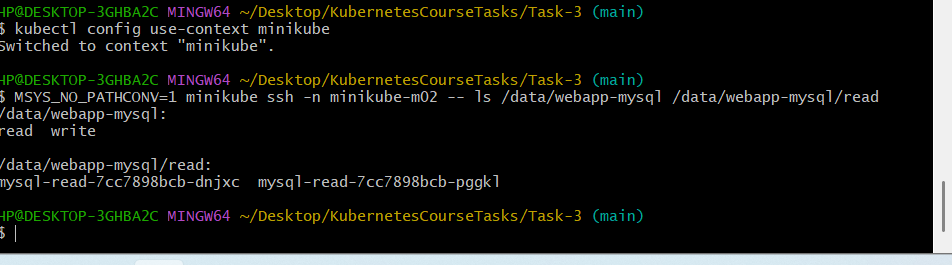 HP@DESKTOP-3GHBA2C MINGW64 ~/Desktop/KubernetesCourseTasks/Task-3 (main)
$ kubectl config use-context minikube
Switched to context "minikube".
HP@DESKTOP-3GHBA2C MINGW64 ~/Desktop/KubernetesCourseTasks/Task-3 (main)
$ MSYS_NO_PATHCONV=1 minikube ssh -n minikube-m02 -- ls /data/webapp-mysql /data/webapp-mysql/read
/data/webapp-mysql:
read  write
/data/webapp-mysql/read:
mysql-read-7cc7898bcb-dnjxc  mysql-read-7cc7898bcb-pggkl
HP@DESKTOP-3GHBA2C MINGW64 ~/Desktop/KubernetesCourseTasks/Task-3 (main)
$